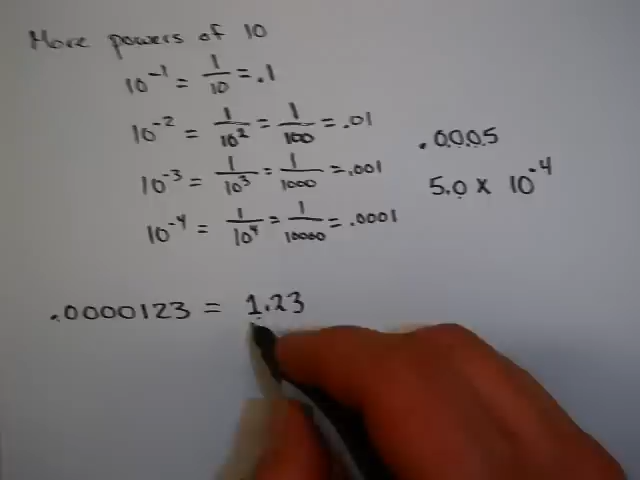 More powers of 10
10⁻¹ = 1/10 = .1
10⁻² = 1/10² = 1/100 = .01
10⁻³ = 1/10³ = 1/1000 = .001
10⁻⁴ = 1/10⁴ = 1/10000 = .0001
.0005
5.0 x 10⁻⁴
.0000123 = 1.23